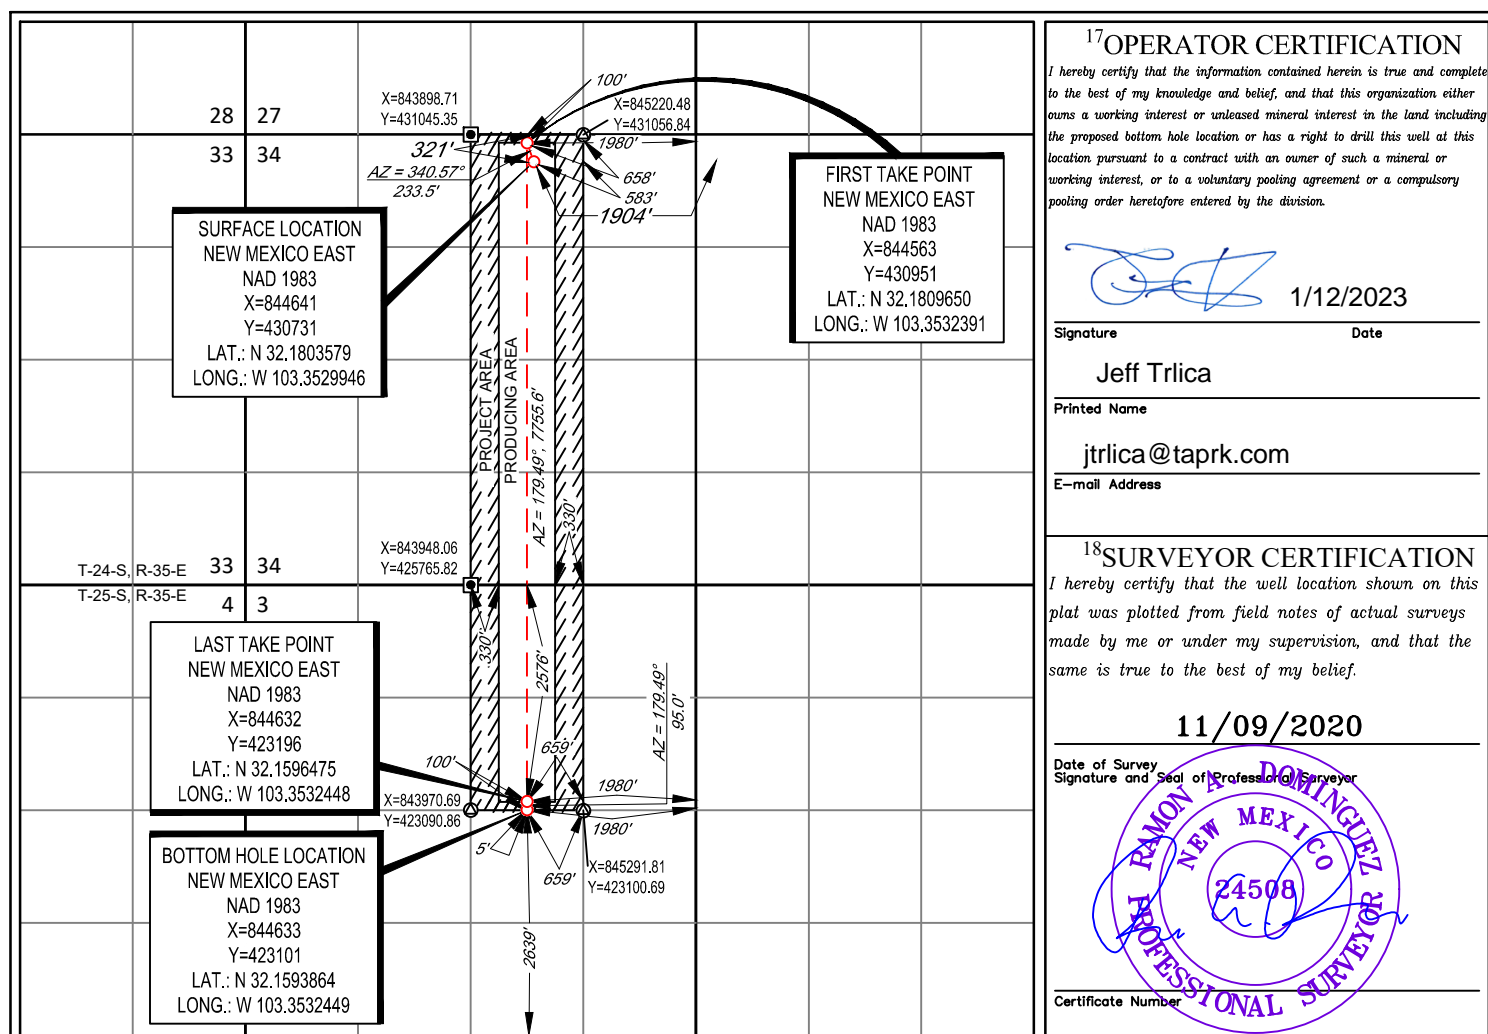 28 27
33 34
X=843898.71
Y=431045.35
100'
X=845220.48
Y=431056.84
1980'
321'
AZ = 340.57°
233.5'
658'
583'
1904'
SURFACE LOCATION
NEW MEXICO EAST
NAD 1983
X=844641
Y=430731
LAT.: N 32.1803579
LONG.: W 103.3529946
FIRST TAKE POINT
NEW MEXICO EAST
NAD 1983
X=844563
Y=430951
LAT.: N 32.1809650
LONG.: W 103.3532391
PROJECT AREA
PRODUCING AREA
AZ = 179.49°, 7755.6'
330'
X=843948.06
Y=425765.82
T-24-S, R-35-E 33 34
T-25-S, R-35-E 4 3
330'
2576'
AZ = 179.49°
95.0'
LAST TAKE POINT
NEW MEXICO EAST
NAD 1983
X=844632
Y=423196
LAT.: N 32.1596475
LONG.: W 103.3532448
100'
659'
1980'
X=843970.69
Y=423090.86
1980'
5'
659'
X=845291.81
Y=423100.69
BOTTOM HOLE LOCATION
NEW MEXICO EAST
NAD 1983
X=844633
Y=423101
LAT.: N 32.1593864
LONG.: W 103.3532449
2639'
17OPERATOR CERTIFICATION
I hereby certify that the information contained herein is true and complete
to the best of my knowledge and belief, and that this organization either
owns a working interest or unleased mineral interest in the land including
the proposed bottom hole location or has a right to drill this well at this
location pursuant to a contract with an owner of such a mineral or
working interest, or to a voluntary pooling agreement or a compulsory
pooling order heretofore entered by the division.
1/12/2023
Signature Date
Jeff Trlica
Printed Name
jtrlica@taprk.com
E-mail Address
18SURVEYOR CERTIFICATION
I hereby certify that the well location shown on this
plat was plotted from field notes of actual surveys
made by me or under my supervision, and that the
same is true to the best of my belief.
11/09/2020
Date of Survey
Signature and Seal of Professional Surveyor
RAMON A. DOMINGUEZ
NEW MEXICO
24508
PROFESSIONAL SURVEYOR
Certificate Number